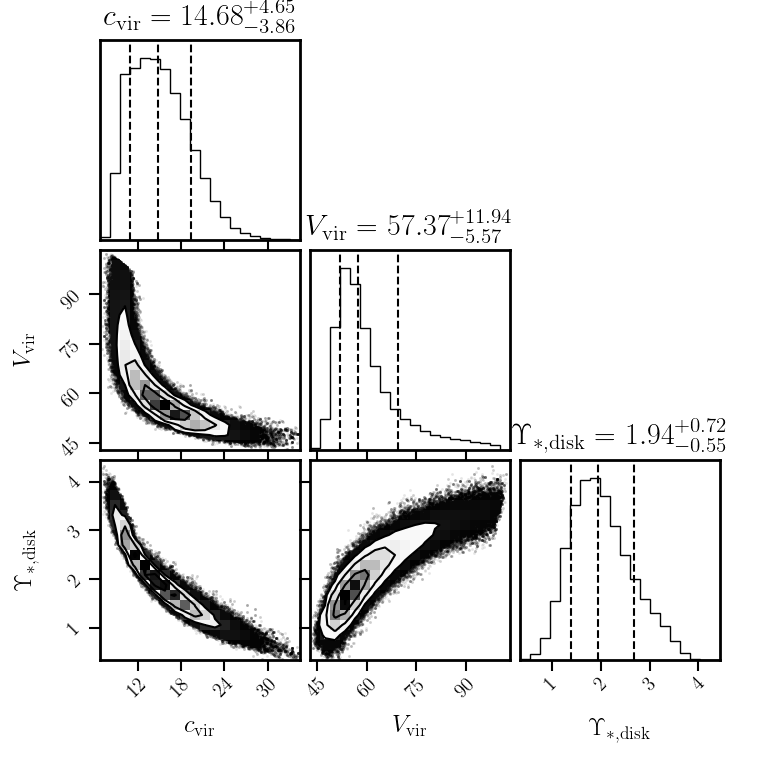 c_vir = 14.68^{+4.65}_{-3.86}
V_vir = 57.37^{+11.94}_{-5.57}
90
75
60
45
V_vir
ϒ_{*,disk} = 1.94^{+0.72}_{-0.55}
4
3
2
1
ϒ_{*,disk}
12 18 24 30
45 60 75 90
1 2 3 4
c_vir
V_vir
ϒ_{*,disk}